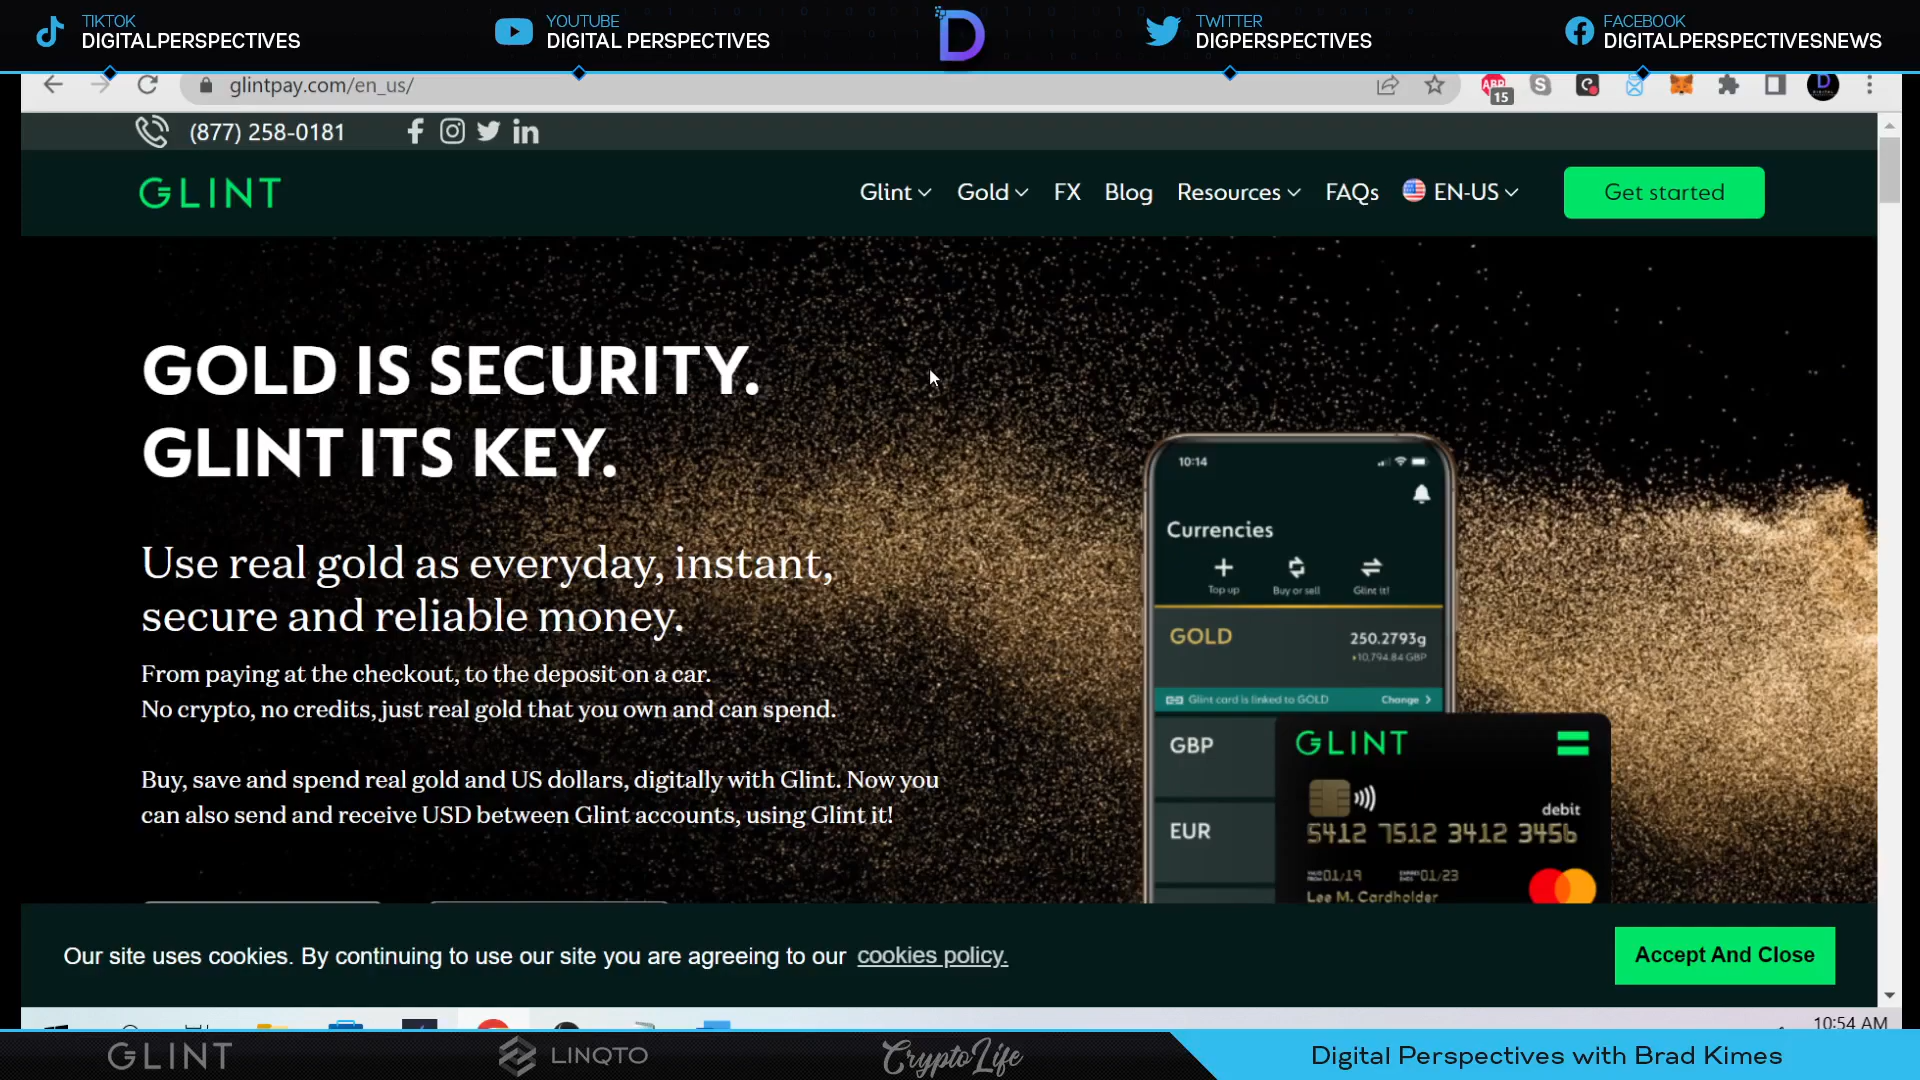 TIKTOK
DIGITALPERSPECTIVES
YOUTUBE
DIGITAL PERSPECTIVES
D
TWITTER
DIGPERSPECTIVES
FACEBOOK
DIGITALPERSPECTIVESNEWS
glintpay.com/en_us/
ABP
15
D
(877) 258-0181
GLINT
Glint
Gold
FX
Blog
Resources
FAQs
EN-US
Get started
GOLD IS SECURITY.
GLINT ITS KEY.
Use real gold as everyday, instant,
secure and reliable money.
From paying at the checkout, to the deposit on a car.
No crypto, no credits, just real gold that you own and can spend.
Buy, save and spend real gold and US dollars, digitally with Glint. Now you
can also send and receive USD between Glint accounts, using Glint it!
10:14
Currencies
Top up
Buy or sell
Glint it!
GOLD
250.2793g
10,794.84 GBP
Glint card is linked to GOLD
Change
GBP
EUR
GLINT
debit
5412 7512 3412 3456
01/19
01/23
Lee M. Cardholder
Our site uses cookies. By continuing to use our site you are agreeing to our cookies policy.
Accept And Close
10:54 AM
GLINT
LINQTO
CryptoLife
Digital Perspectives with Brad Kimes